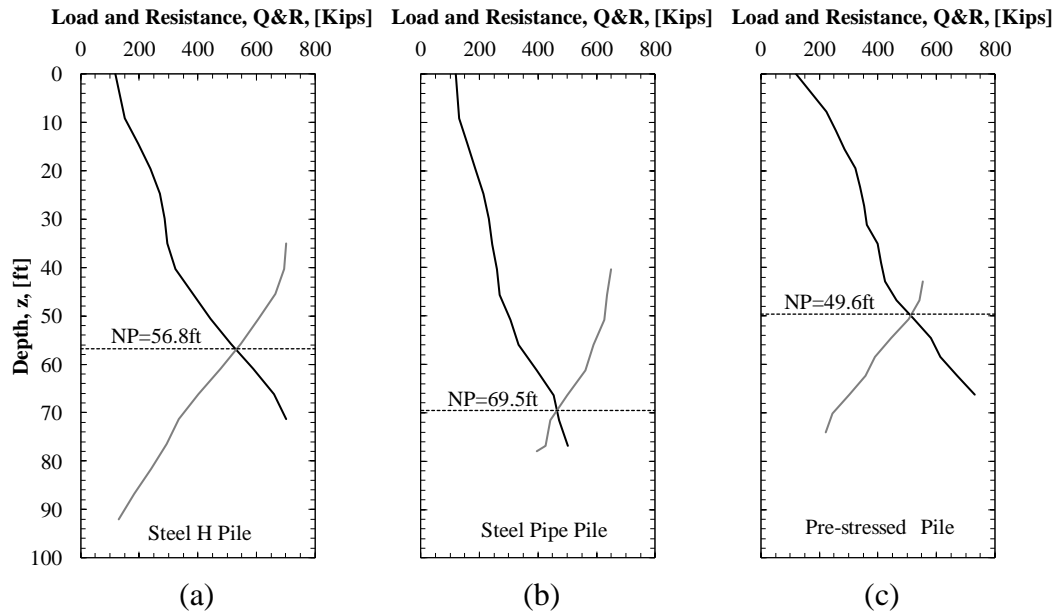 Load and Resistance, Q&R, [Kips]
0 200 400 600 800
Depth, z, [ft]
0
10
20
30
40
50
60
70
80
90
100
NP=56.8ft
Steel H Pile
(a)
Load and Resistance, Q&R, [Kips]
0 200 400 600 800
NP=69.5ft
Steel Pipe Pile
(b)
Load and Resistance, Q&R, [Kips]
0 200 400 600 800
NP=49.6ft
Pre-stressed Pile
(c)